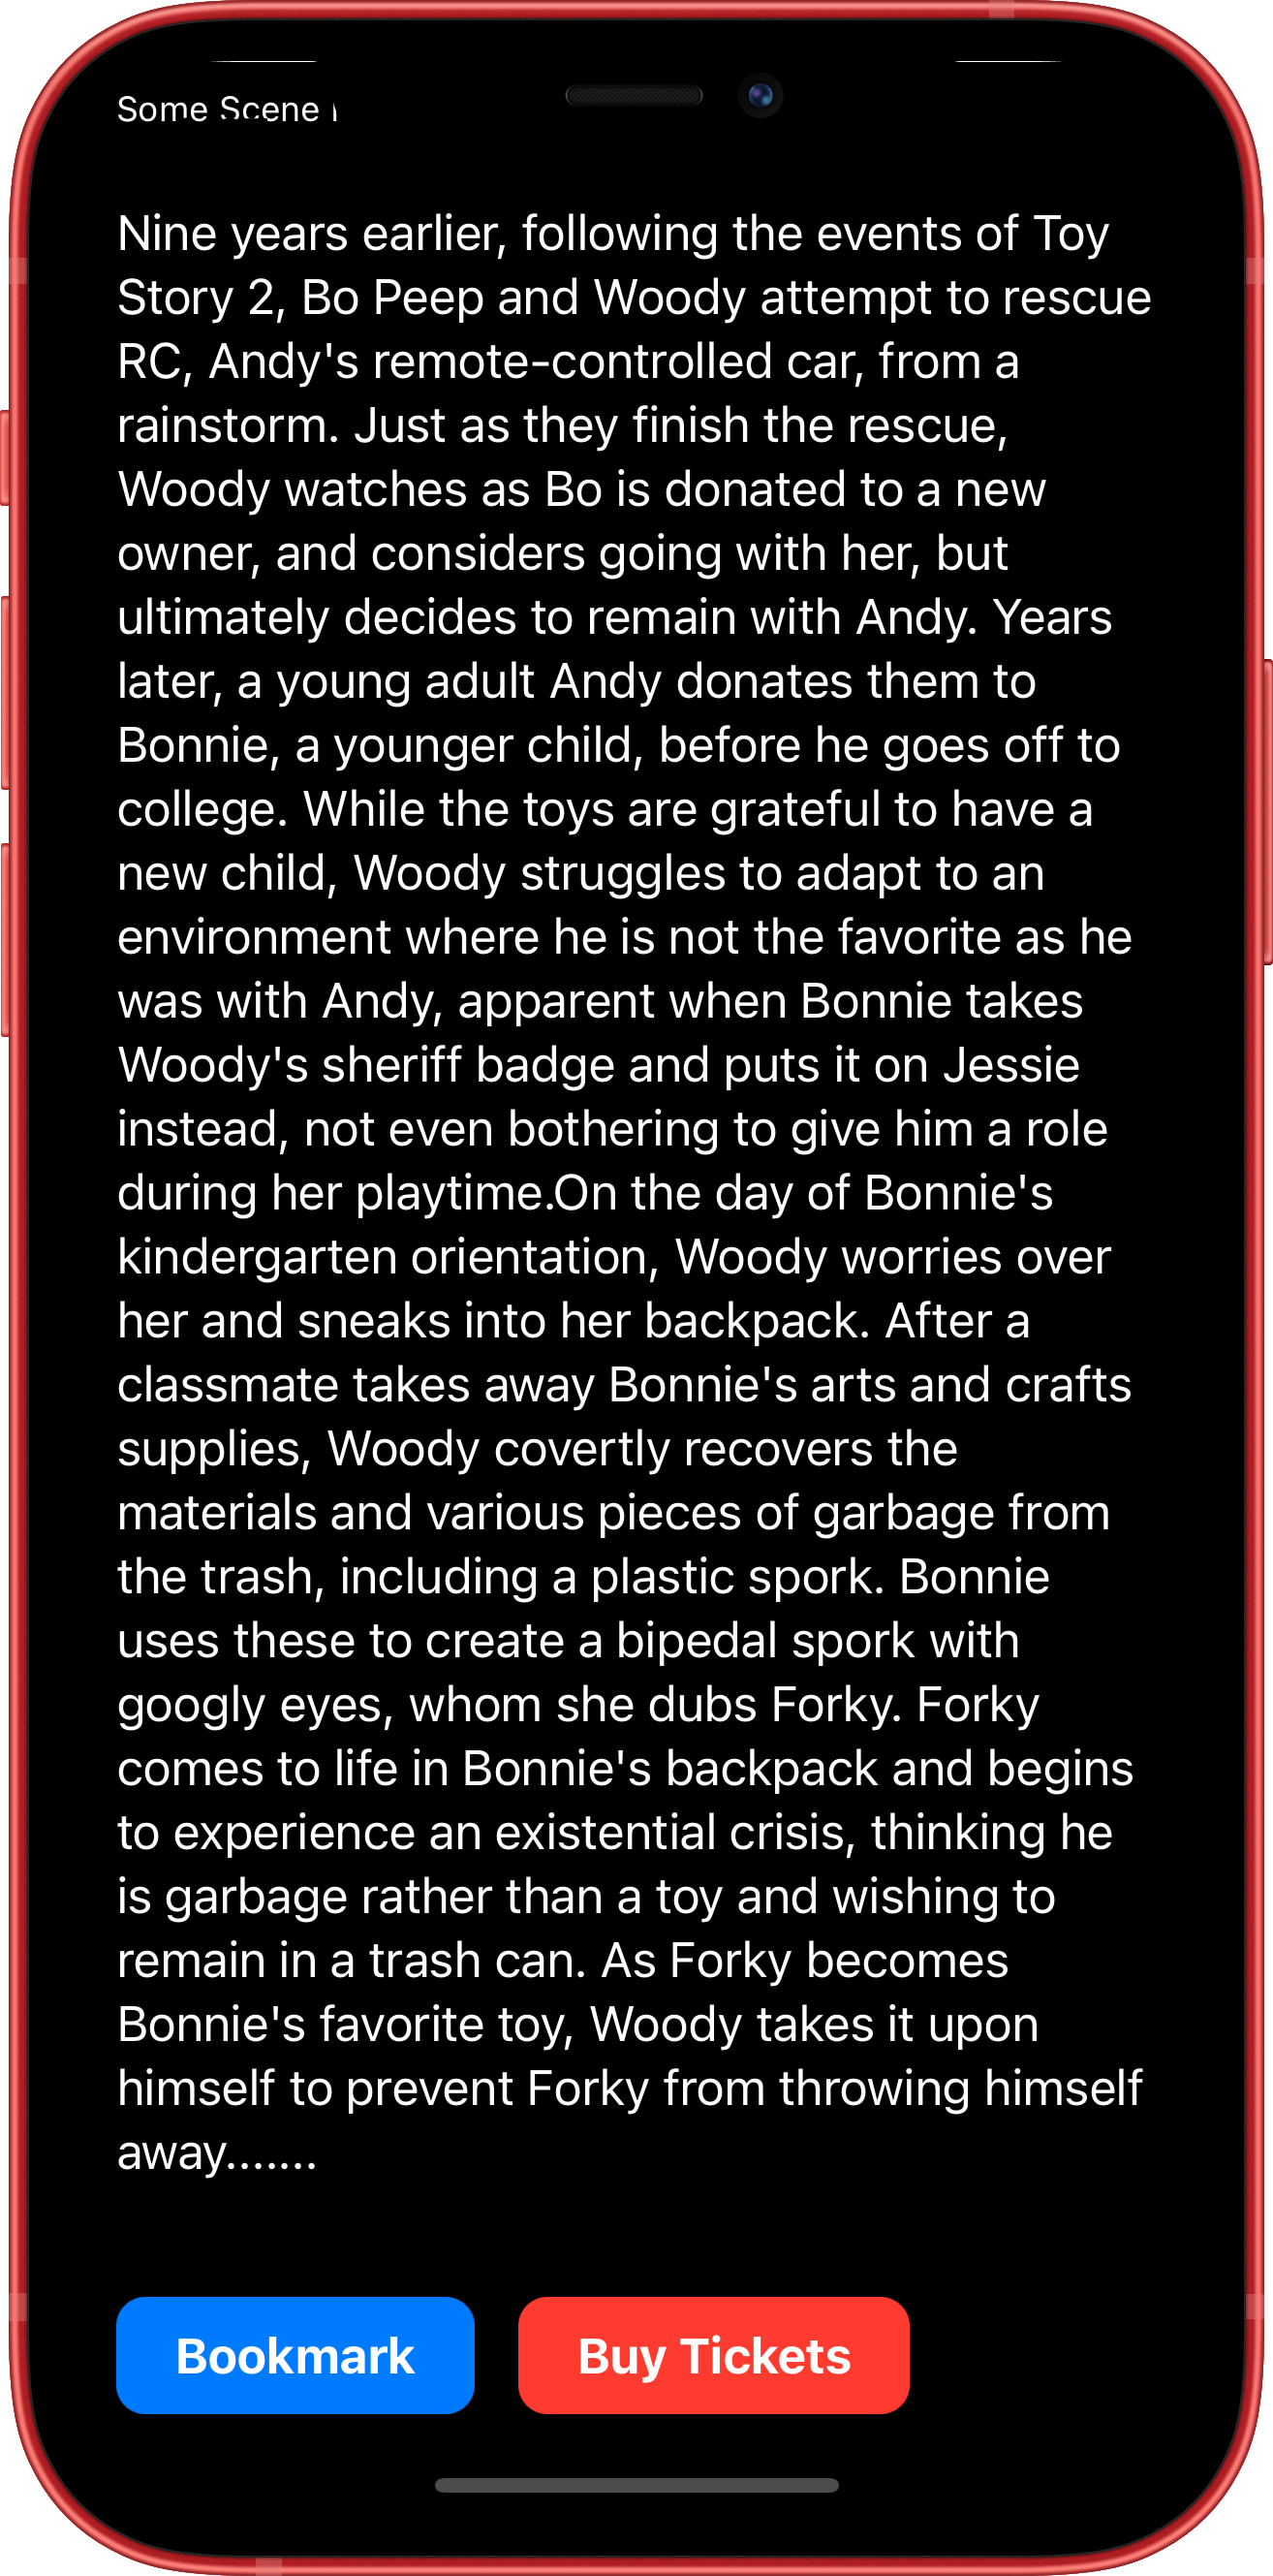 Some Scene
Nine years earlier, following the events of Toy
Story 2, Bo Peep and Woody attempt to rescue
RC, Andy's remote-controlled car, from a
rainstorm. Just as they finish the rescue,
Woody watches as Bo is donated to a new
owner, and considers going with her, but
ultimately decides to remain with Andy. Years
later, a young adult Andy donates them to
Bonnie, a younger child, before he goes off to
college. While the toys are grateful to have a
new child, Woody struggles to adapt to an
environment where he is not the favorite as he
was with Andy, apparent when Bonnie takes
Woody's sheriff badge and puts it on Jessie
instead, not even bothering to give him a role
during her playtime.On the day of Bonnie's
kindergarten orientation, Woody worries over
her and sneaks into her backpack. After a
classmate takes away Bonnie's arts and crafts
supplies, Woody covertly recovers the
materials and various pieces of garbage from
the trash, including a plastic spork. Bonnie
uses these to create a bipedal spork with
googly eyes, whom she dubs Forky. Forky
comes to life in Bonnie's backpack and begins
to experience an existential crisis, thinking he
is garbage rather than a toy and wishing to
remain in a trash can. As Forky becomes
Bonnie's favorite toy, Woody takes it upon
himself to prevent Forky from throwing himself
away.......
Bookmark
Buy Tickets